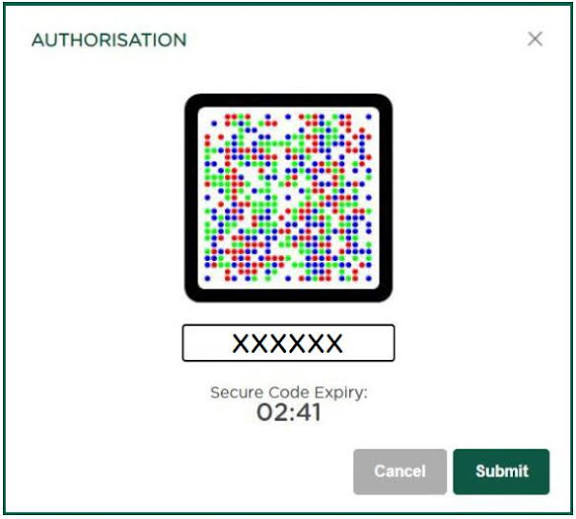 AUTHORISATION
XXXXXX
Secure Code Expiry:
02:41
Cancel
Submit